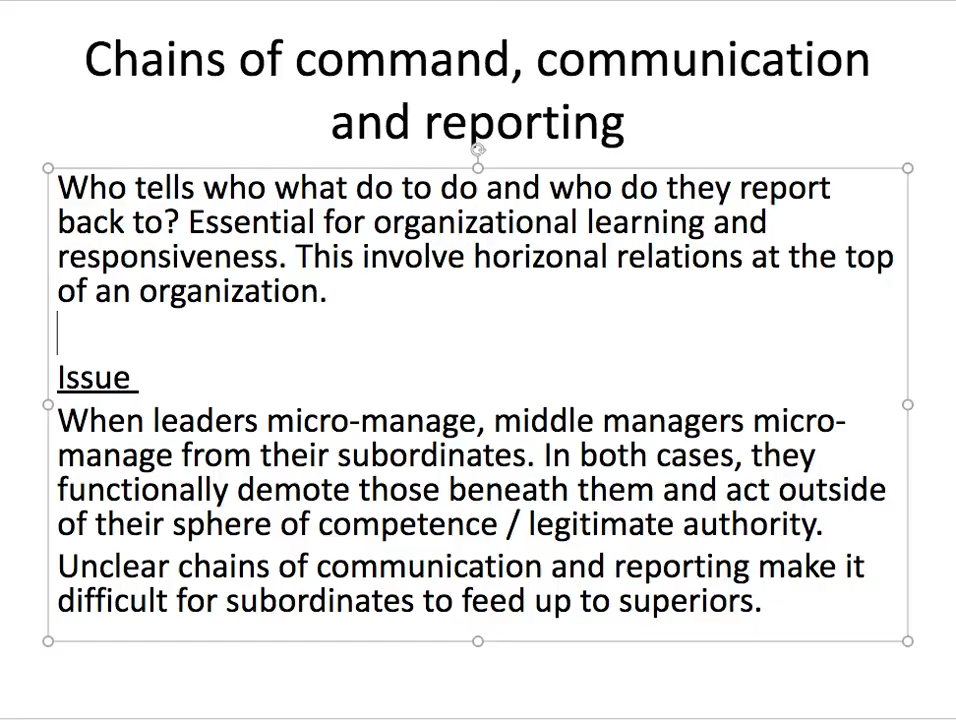 Chains of command, communication
and reporting
Who tells who what do to do and who do they report
back to? Essential for organizational learning and
responsiveness. This involve horizonal relations at the top
of an organization.
Issue
When leaders micro-manage, middle managers micro-
manage from their subordinates. In both cases, they
functionally demote those beneath them and act outside
of their sphere of competence / legitimate authority.
Unclear chains of communication and reporting make it
difficult for subordinates to feed up to superiors.